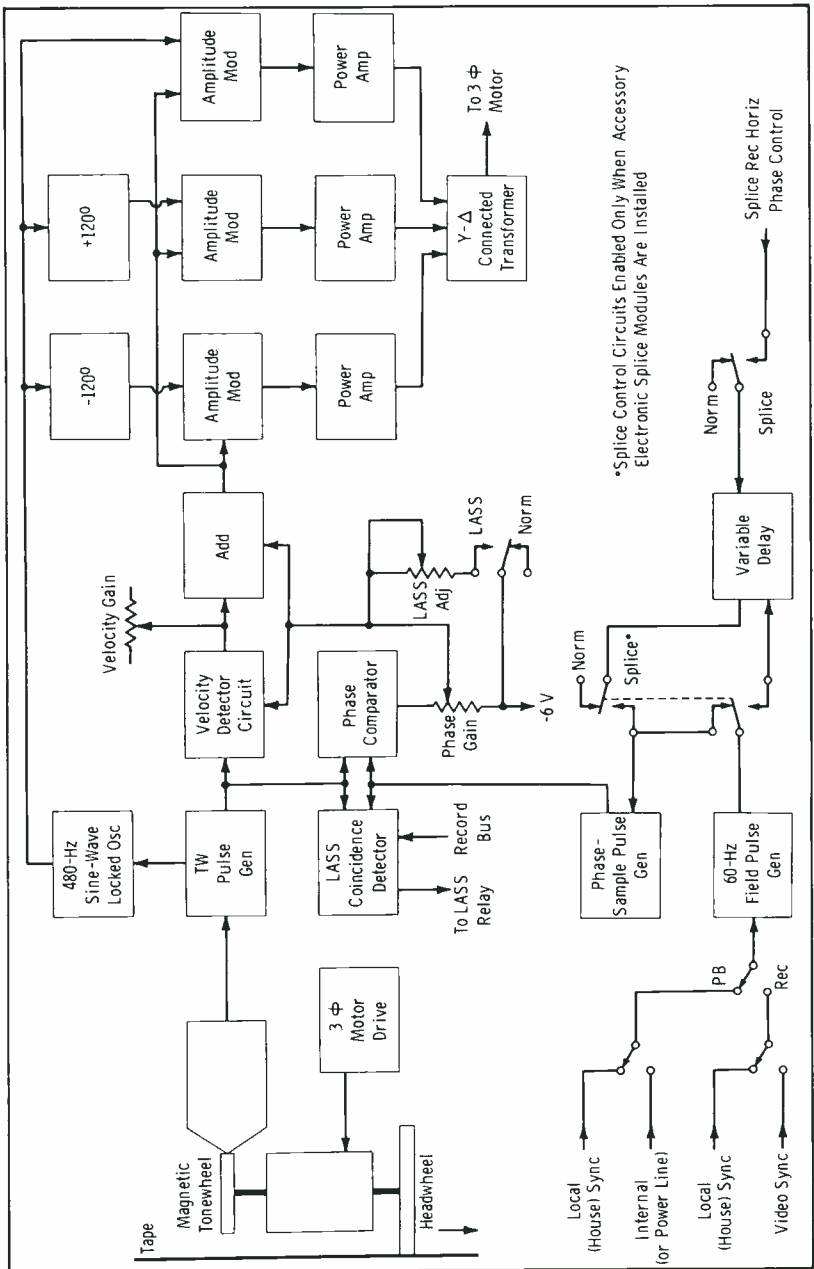 Tape
Magnetic
Tonewheel
3 Φ
Motor
Drive
Headwheel
480-Hz
Sine-Wave
Locked Osc
TW
Pulse
Gen
LASS
Coincidence
Detector
To LASS
Relay
Record
Bus
Velocity Gain
Velocity
Detector
Circuit
Add
Phase
Comparator
Phase
Gain
LASS
Adj
LASS
Norm
-6 V
-120°
+120°
Amplitude
Mod
Amplitude
Mod
Amplitude
Mod
Power
Amp
Power
Amp
Power
Amp
Y-Δ
Connected
Transformer
To 3 Φ
Motor
Local
(House) Sync
Internal
(or Power Line)
Local
(House) Sync
Video Sync
PB
Rec
60-Hz
Field Pulse
Gen
Phase-
Sample Pulse
Gen
Norm
Splice*
Variable
Delay
Norm
Splice
Splice Rec Horiz
Phase Control
*Splice Control Circuits Enabled Only When Accessory
Electronic Splice Modules Are Installed